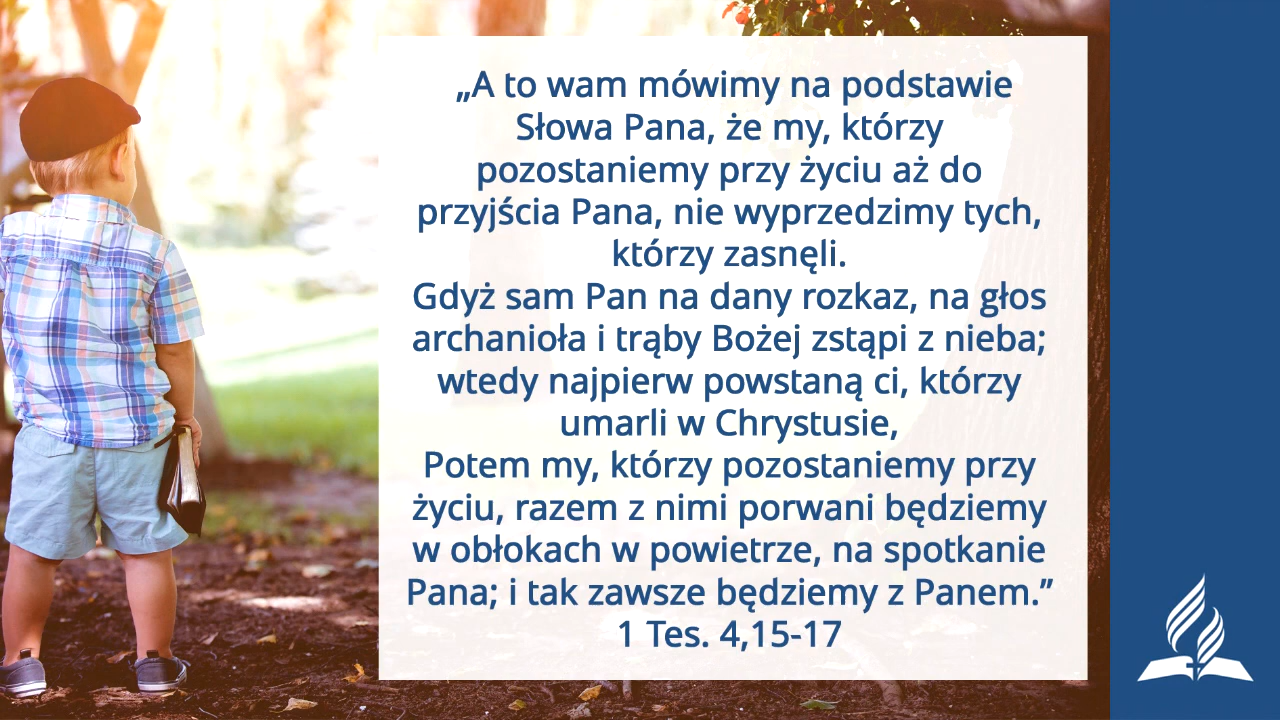 „A to wam mówimy na podstawie
Słowa Pana, że my, którzy
pozostaniemy przy życiu aż do
przyjścia Pana, nie wyprzedzimy tych,
którzy zasnęli.
Gdyż sam Pan na dany rozkaz, na głos
archanioła i trąby Bożej zstąpi z nieba;
wtedy najpierw powstaną ci, którzy
umarli w Chrystusie,
Potem my, którzy pozostaniemy przy
życiu, razem z nimi porwani będziemy
w obłokach w powietrze, na spotkanie
Pana; i tak zawsze będziemy z Panem.”
1 Tes. 4,15-17